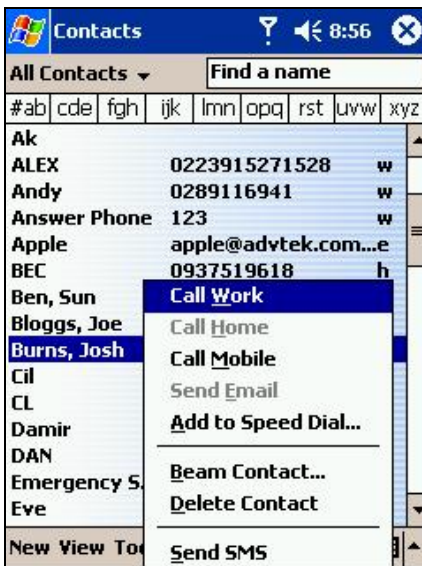 Contacts 8:56
All Contacts Find a name
#ab cde fgh ijk lmn opq rst uvw xyz
Ak
ALEX 0223915271528 w
Andy 0289116941 w
Answer Phone 123 w
Apple apple@advtek.com...e
BEC 0937519618 h
Ben, Sun
Bloggs, Joe
Burns, Josh
Cil
CL
Damir
DAN
Emergency S.
Eve
Call Work
Call Home
Call Mobile
Send Email
Add to Speed Dial...
Beam Contact...
Delete Contact
Send SMS
New View Too